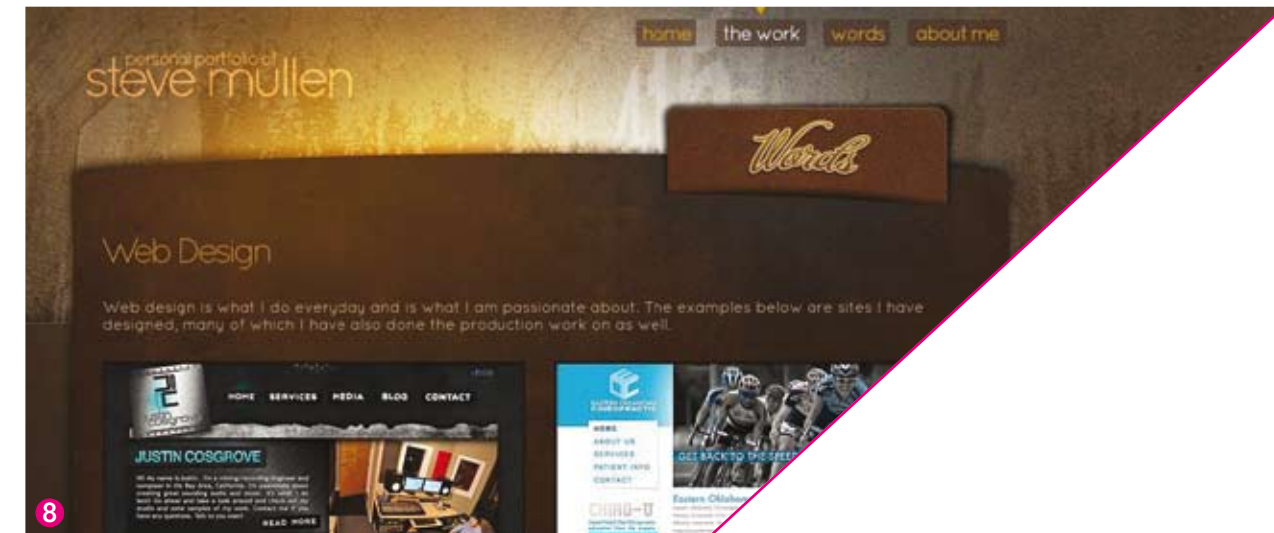 home the work words about me
personal portfolio of
steve mullen
Words
Web Design
Web design is what I do everyday and is what I am passionate about. The examples below are sites I have
designed, many of which I have also done the production work on as well.
HOME SERVICES MEDIA BLOG CONTACT
JUSTIN COSGROVE
READ MORE
HOME
ABOUT US
SERVICES
PATIENT INFO
CONTACT
GET BACK TO THE SPEED
Eastern Oklahoma
CHIRO-U
8